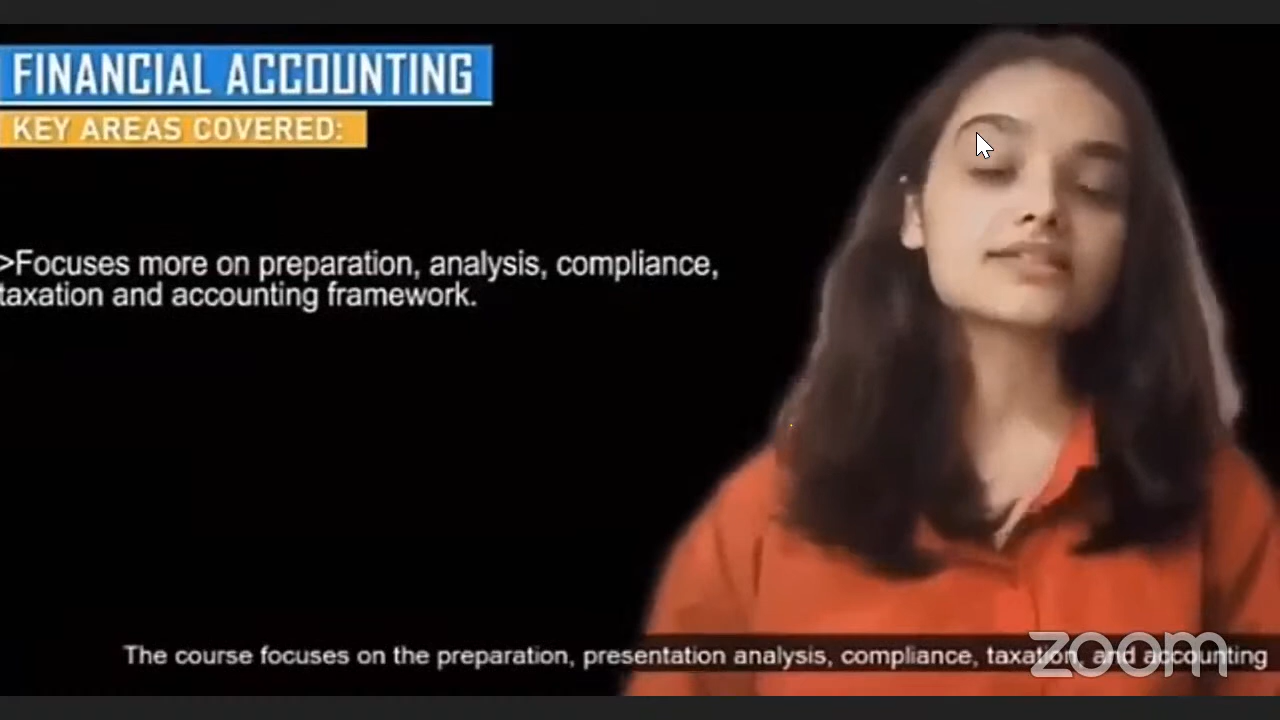 FINANCIAL ACCOUNTING
KEY AREAS COVERED:
>Focuses more on preparation, analysis, compliance,
taxation and accounting framework.
The course focuses on the preparation, presentation analysis, compliance, taxation, and accounting
zoom